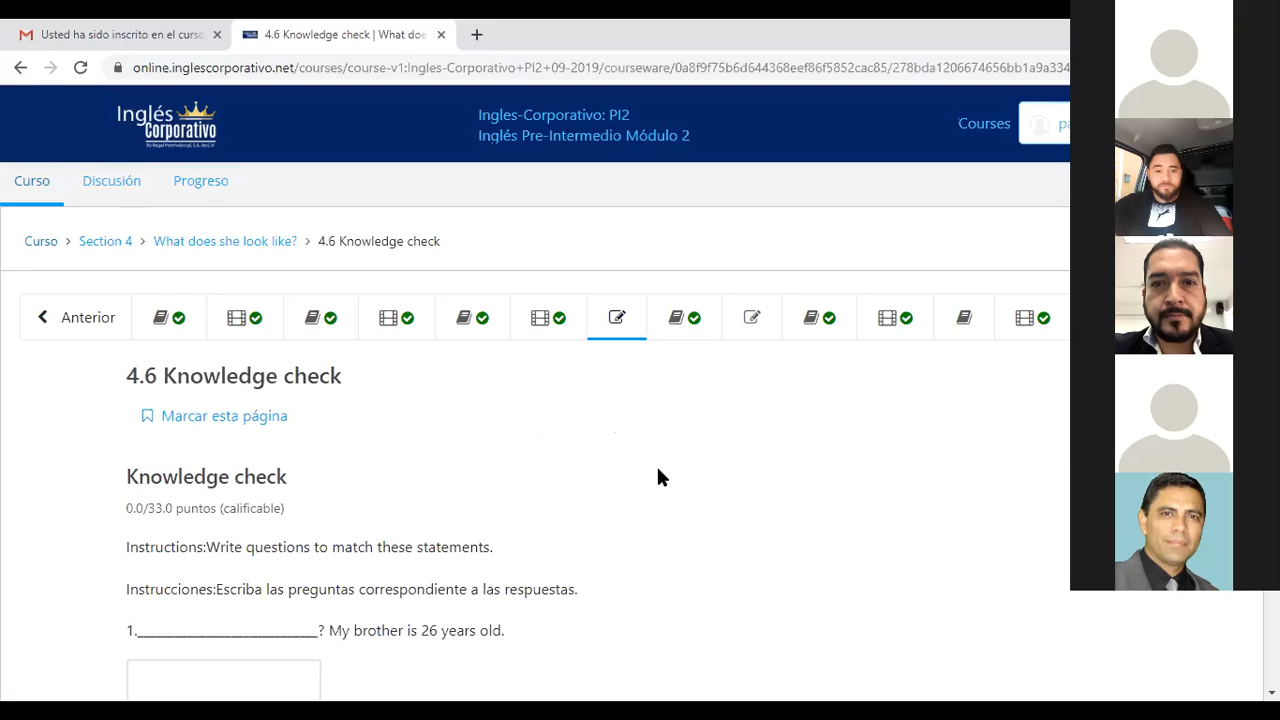 Usted ha sido inscrito en el curso
4.6 Knowledge check | What doe
online.inglescorporativo.net/courses/course-v1:Ingles-Corporativo+PI2+09-2019/courseware/0a8f9f75b6d644368eef86f5852cac85/278bda1206674656bb1a9a334
Inglés
Corporativo
Ingles-Corporativo: PI2
Inglés Pre-Intermedio Módulo 2
Courses
pa
Curso
Discusión
Progreso
Curso > Section 4 > What does she look like? > 4.6 Knowledge check
Anterior
4.6 Knowledge check
Marcar esta página
Knowledge check
0.0/33.0 puntos (calificable)
Instructions:Write questions to match these statements.
Instrucciones:Escriba las preguntas correspondiente a las respuestas.
1.__________________________? My brother is 26 years old.